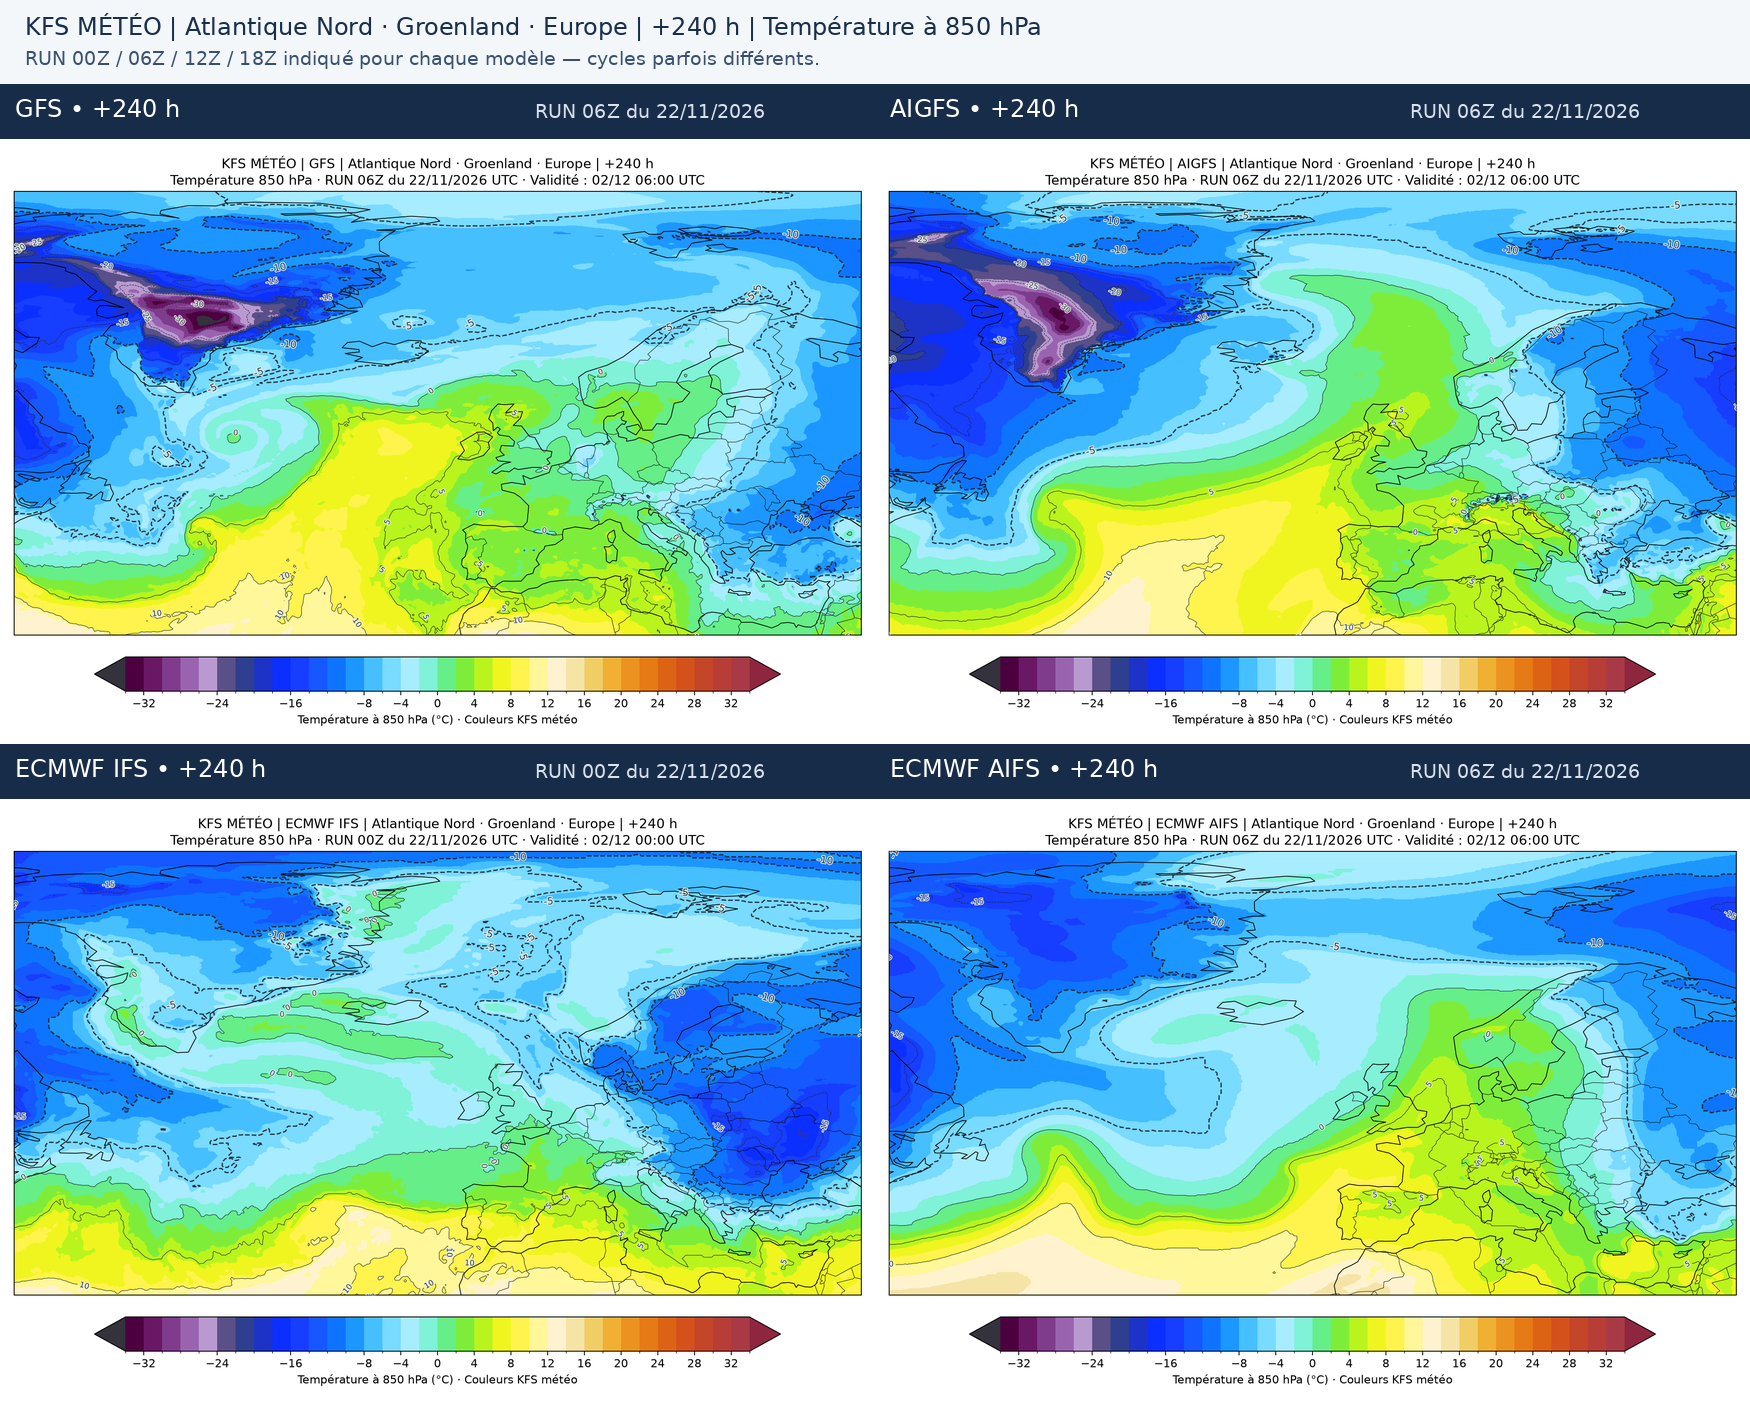 KFS MÉTÉO | Atlantique Nord · Groenland · Europe | +240 h | Température à 850 hPa
RUN 00Z / 06Z / 12Z / 18Z indiqué pour chaque modèle — cycles parfois différents.
GFS • +240 h
RUN 06Z du 22/11/2026
AIGFS • +240 h
RUN 06Z du 22/11/2026
KFS MÉTÉO | GFS | Atlantique Nord · Groenland · Europe | +240 h
Température 850 hPa · RUN 06Z du 22/11/2026 UTC · Validité : 02/12 06:00 UTC
KFS MÉTÉO | AIGFS | Atlantique Nord · Groenland · Europe | +240 h
Température 850 hPa · RUN 06Z du 22/11/2026 UTC · Validité : 02/12 06:00 UTC
−32 −24 −16 −8 −4 0 4 8 12 16 20 24 28 32
Température à 850 hPa (°C) · Couleurs KFS météo
−32 −24 −16 −8 −4 0 4 8 12 16 20 24 28 32
Température à 850 hPa (°C) · Couleurs KFS météo
ECMWF IFS • +240 h
RUN 00Z du 22/11/2026
ECMWF AIFS • +240 h
RUN 06Z du 22/11/2026
KFS MÉTÉO | ECMWF IFS | Atlantique Nord · Groenland · Europe | +240 h
Température 850 hPa · RUN 00Z du 22/11/2026 UTC · Validité : 02/12 00:00 UTC
KFS MÉTÉO | ECMWF AIFS | Atlantique Nord · Groenland · Europe | +240 h
Température 850 hPa · RUN 06Z du 22/11/2026 UTC · Validité : 02/12 06:00 UTC
−32 −24 −16 −8 −4 0 4 8 12 16 20 24 28 32
Température à 850 hPa (°C) · Couleurs KFS météo
−32 −24 −16 −8 −4 0 4 8 12 16 20 24 28 32
Température à 850 hPa (°C) · Couleurs KFS météo